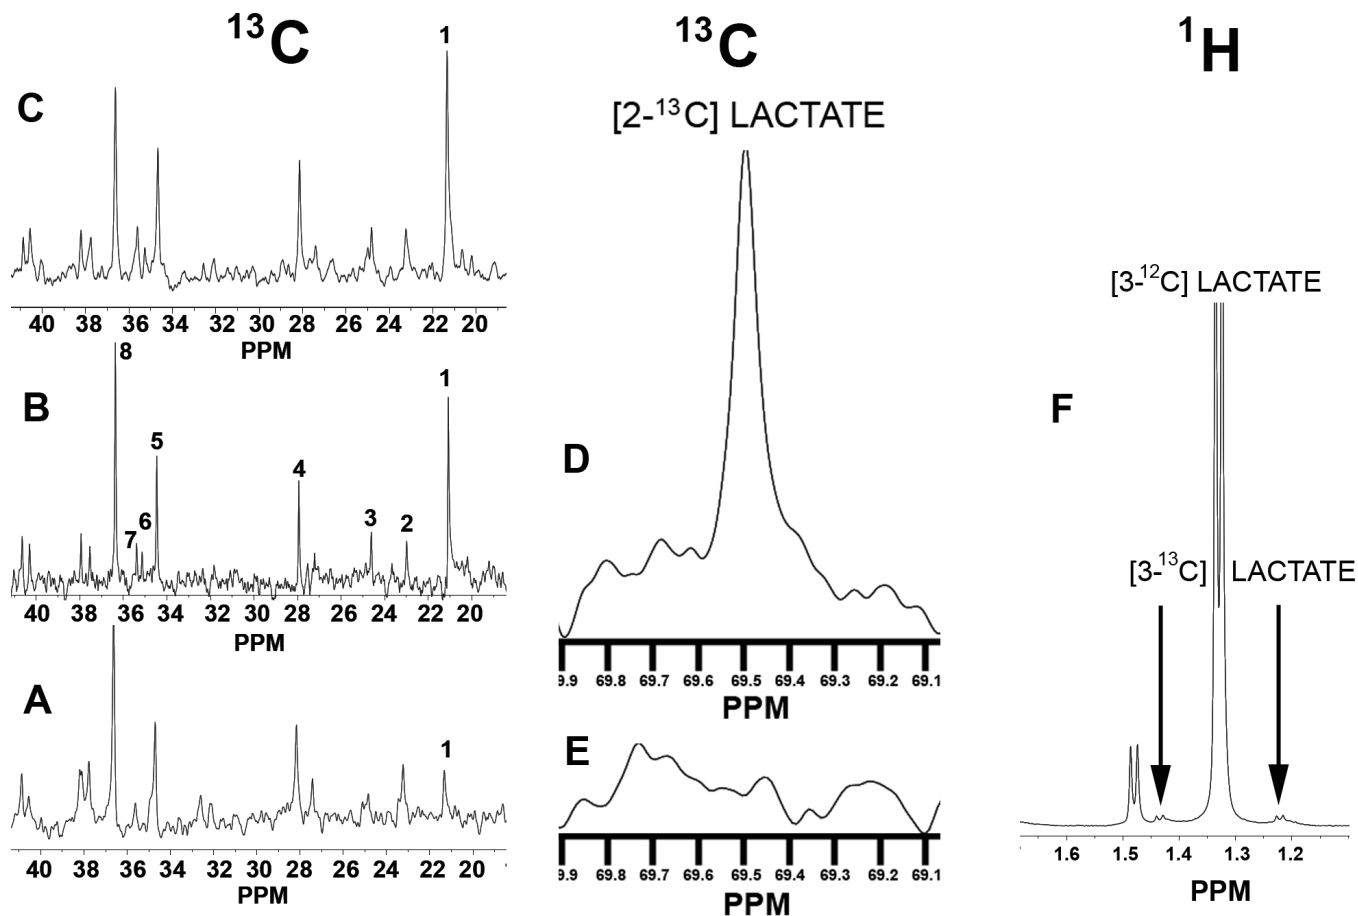 13C
C
1
40 38 36 34 32 30 28 26 24 22 20
PPM
B
8
7
6
5
4
3
2
1
40 38 36 34 32 30 28 26 24 22 20
PPM
A
1
40 38 36 34 32 30 28 26 24 22 20
PPM
13C
[2-13C] LACTATE
D
9.9 69.8 69.7 69.6 69.5 69.4 69.3 69.2 69.1
PPM
E
9.9 69.8 69.7 69.6 69.5 69.4 69.3 69.2 69.1
PPM
1H
[3-12C] LACTATE
F
[3-13C] LACTATE
1.6 1.5 1.4 1.3 1.2
PPM